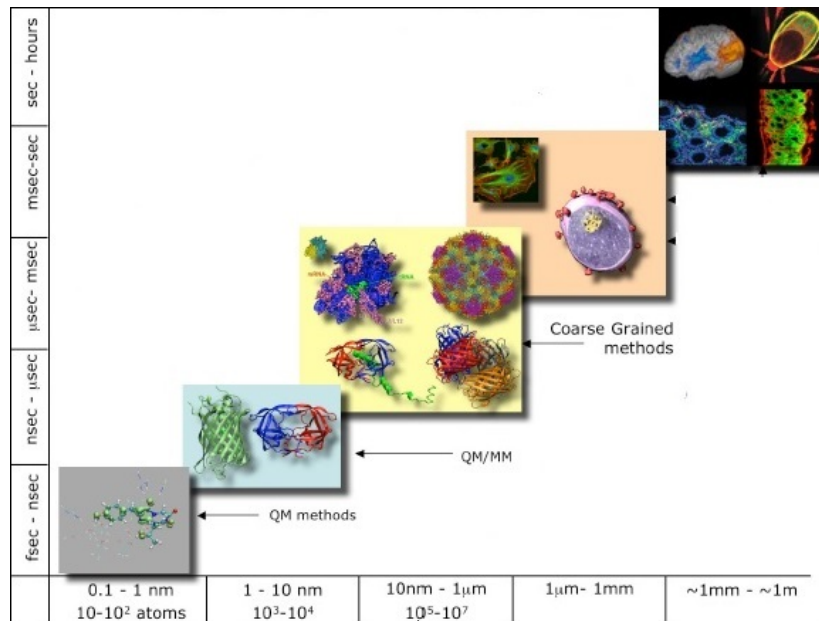 sec - hours
msec-sec
μsec- msec
nsec - μsec
fsec - nsec
mRNA
Coarse Grained
methods
QM/MM
QM methods
0.1 - 1 nm
10-10² atoms
1 - 10 nm
10³-10⁴
10nm - 1μm
10⁵-10⁷
1μm- 1mm
~1mm - ~1m